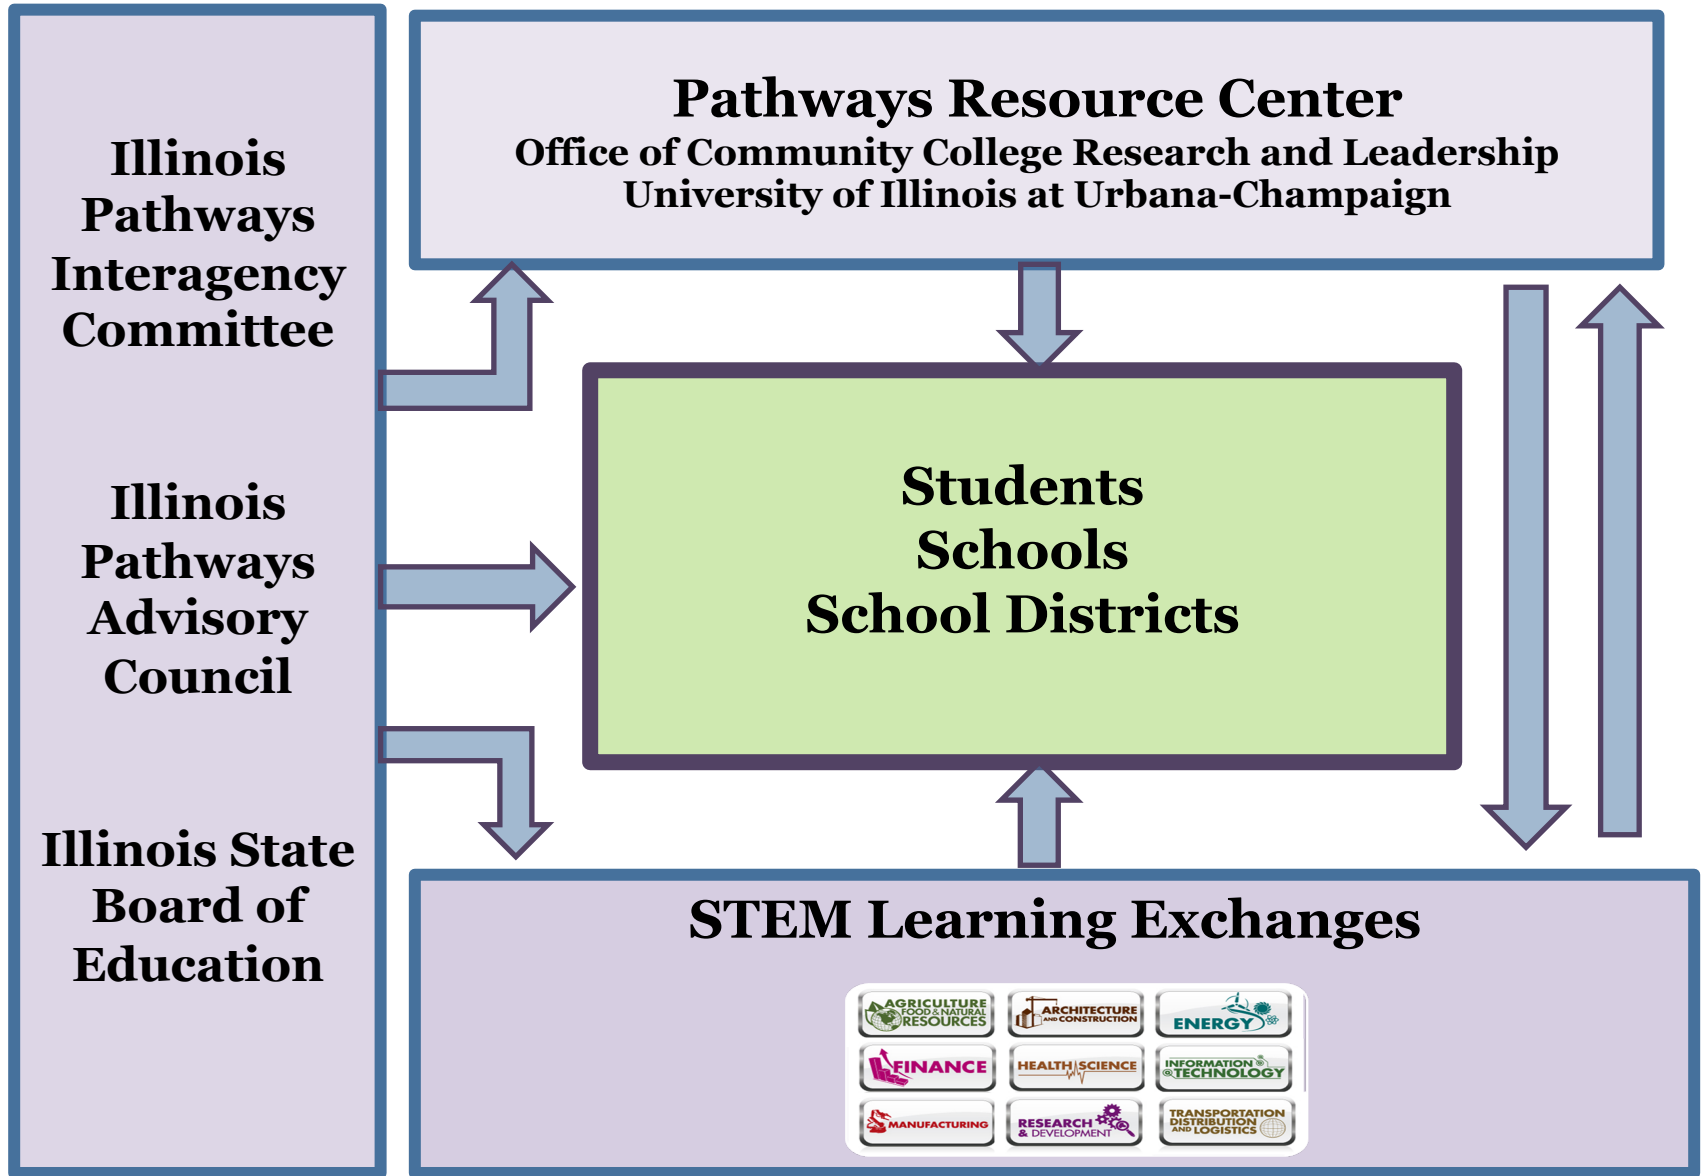 Illinois
Pathways
Interagency
Committee
Illinois
Pathways
Advisory
Council
Illinois State
Board of
Education
Pathways Resource Center
Office of Community College Research and Leadership
University of Illinois at Urbana-Champaign
Students
Schools
School Districts
STEM Learning Exchanges
AGRICULTURE
FOOD & NATURAL
RESOURCES
ARCHITECTURE
AND CONSTRUCTION
ENERGY
FINANCE
HEALTH SCIENCE
INFORMATION
TECHNOLOGY
MANUFACTURING
RESEARCH
& DEVELOPMENT
TRANSPORTATION
DISTRIBUTION
AND LOGISTICS